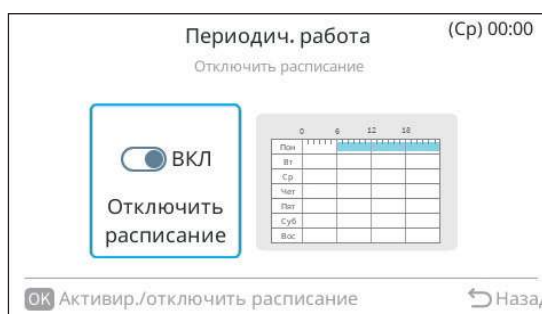 Периодич. работа
(Ср) 00:00
Отключить расписание
ВКЛ
Отключить
расписание
0 6 12 18
Пон
Вт
Ср
Чет
Пят
Суб
Вос
OK Активир./отключить расписание
Назад